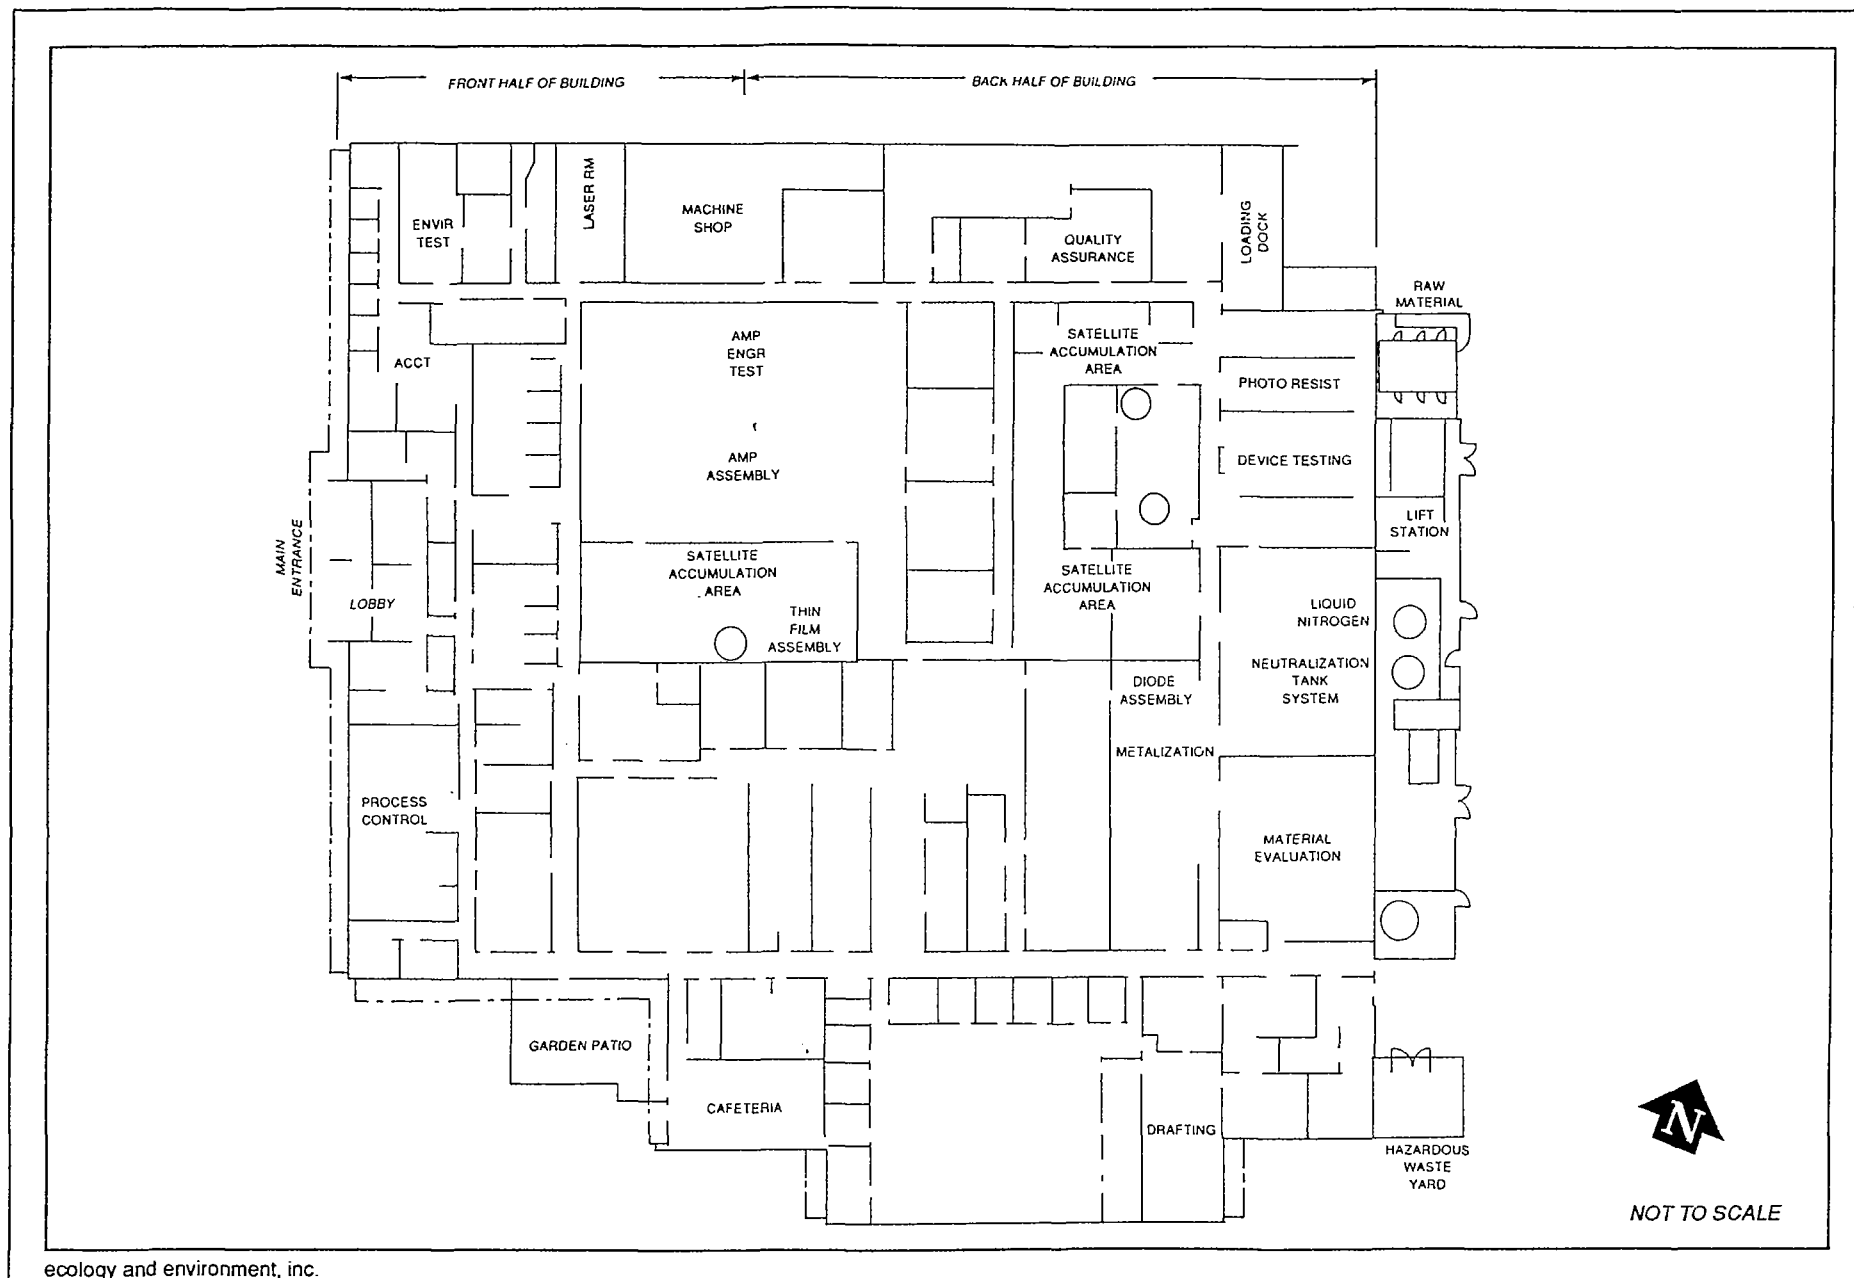 FRONT HALF OF BUILDING
BACK HALF OF BUILDING
LASER RM
MACHINE
SHOP
ENVIR
TEST
QUALITY
ASSURANCE
LOADING
DOCK
RAW
MATERIAL
AMP
ENGR
TEST
SATELLITE
ACCUMULATION
AREA
ACCT
PHOTO RESIST
AMP
ASSEMBLY
DEVICE TESTING
LIFT
STATION
MAIN
ENTRANCE
SATELLITE
ACCUMULATION
AREA
SATELLITE
ACCUMULATION
AREA
LOBBY
THIN
FILM
ASSEMBLY
LIQUID
NITROGEN
NEUTRALIZATION
TANK
SYSTEM
DIODE
ASSEMBLY
METALIZATION
PROCESS
CONTROL
MATERIAL
EVALUATION
GARDEN PATIO
CAFETERIA
DRAFTING
HAZARDOUS
WASTE
YARD
N
NOT TO SCALE
ecology and environment, inc.